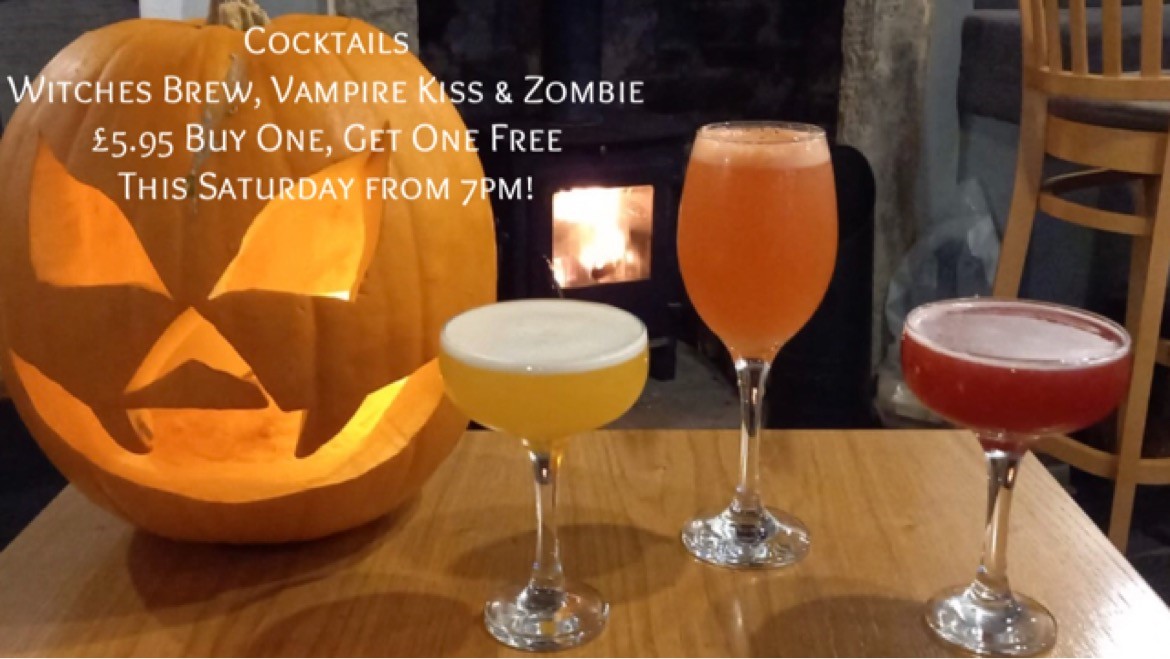 Cocktails
Witches Brew, Vampire Kiss & Zombie
£5.95 Buy One, Get One Free
This Saturday from 7pm!